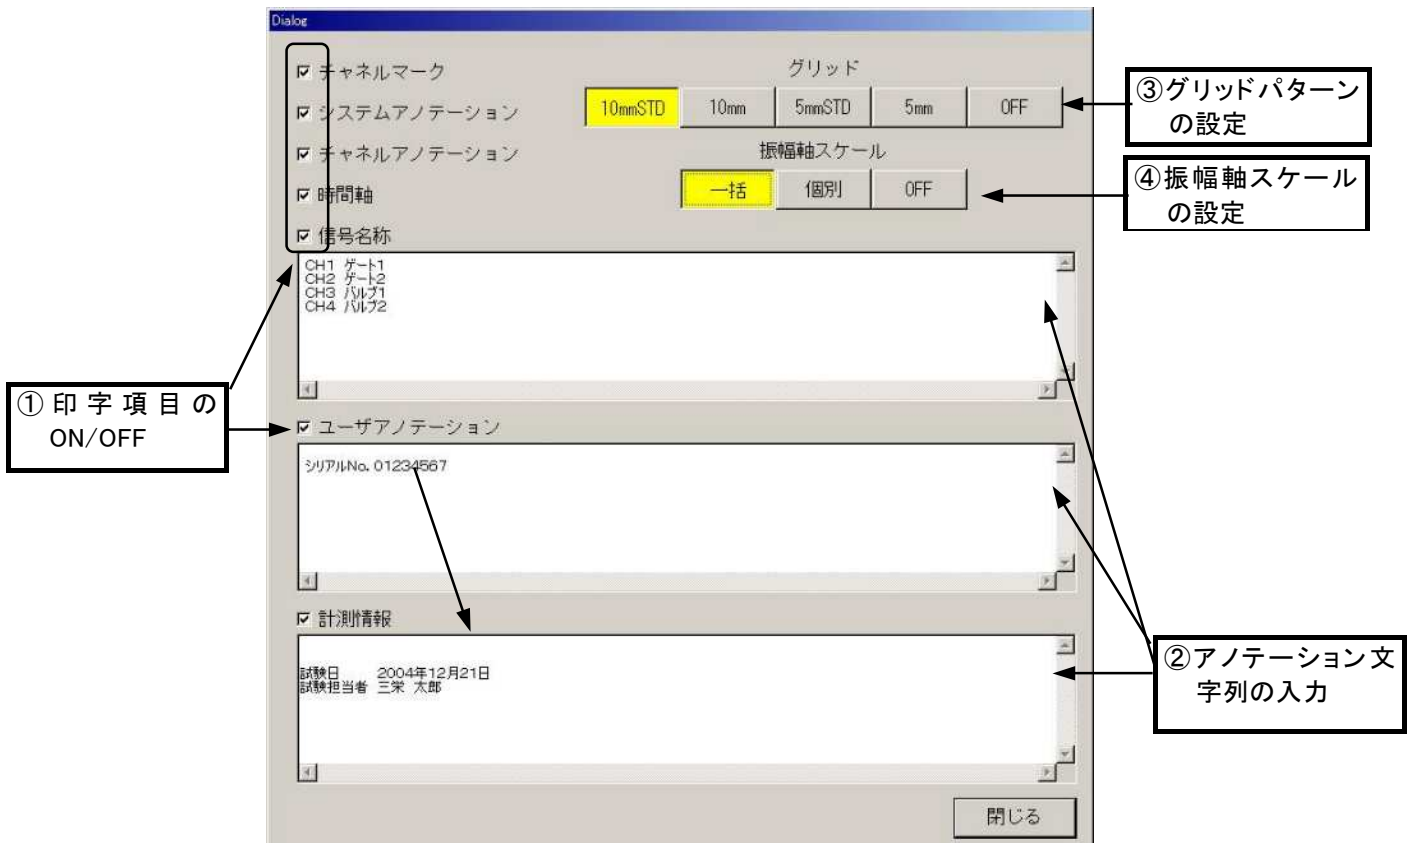 Dialog
チャネルマーク
グリッド
システムアノテーション
10mmSTD 10mm 5mmSTD 5mm OFF
③グリッドパターン
の設定
チャネルアノテーション
振幅軸スケール
時間軸
一括 個別 OFF
④振幅軸スケール
の設定
信号名称
CH1 ゲート1
CH2 ゲート2
CH3 バルブ1
CH4 バルブ2
①印字項目の
ON/OFF
ユーザアノテーション
シリアルNo. 01234567
計測情報
試験日 2004年12月21日
試験担当者 三栄 太郎
②アノテーション文
字列の入力
閉じる